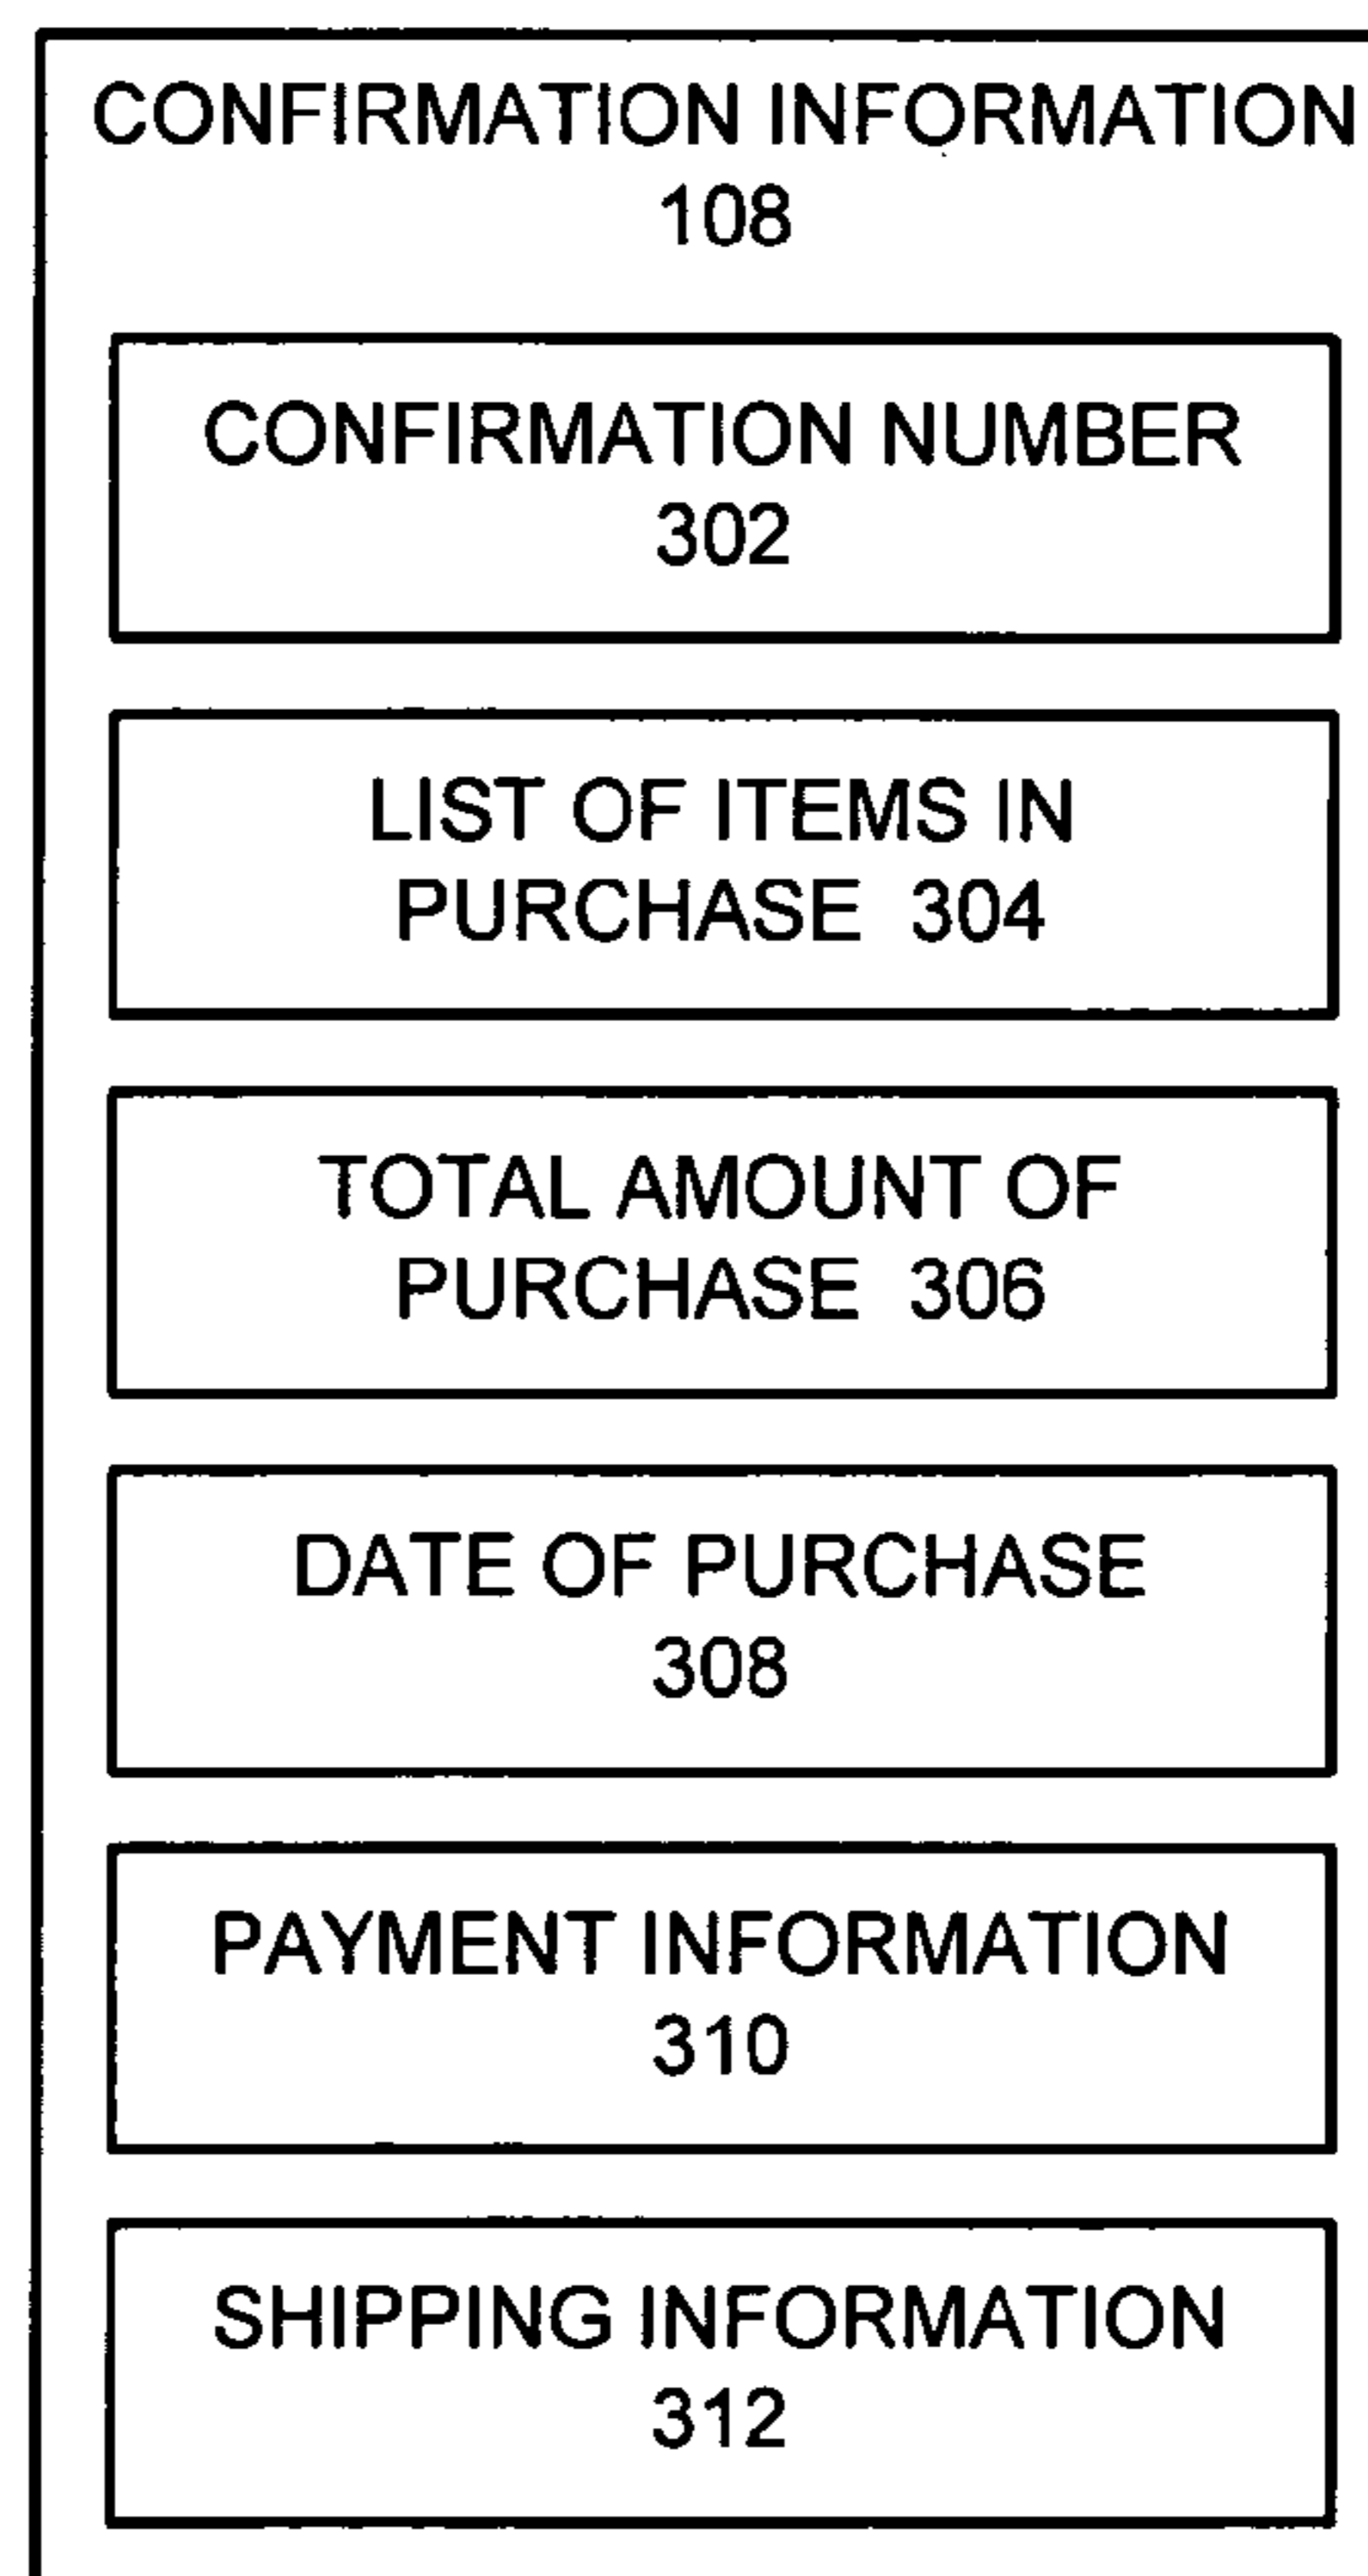 CONFIRMATION INFORMATION
108
CONFIRMATION NUMBER
302
LIST OF ITEMS IN
PURCHASE 304
TOTAL AMOUNT OF
PURCHASE 306
DATE OF PURCHASE
308
PAYMENT INFORMATION
310
SHIPPING INFORMATION
312